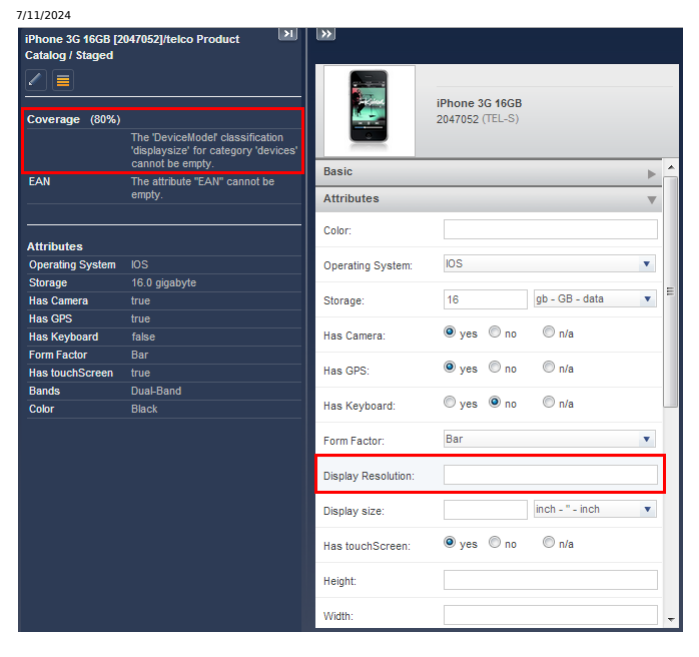 7/11/2024
iPhone 3G 16GB [2047052]/telco Product
Catalog / Staged
Coverage (80%)
The 'DeviceModel' classification
'displaysize' for category 'devices'
cannot be empty.
EAN The attribute "EAN" cannot be
empty.
Attributes
Operating System IOS
Storage 16.0 gigabyte
Has Camera true
Has GPS true
Has Keyboard false
Form Factor Bar
Has touchScreen true
Bands Dual-Band
Color Black
iPhone 3G 16GB
2047052 (TEL-S)
Basic
Attributes
Color:
Operating System: IOS
Storage: 16 gb - GB - data
Has Camera: yes no n/a
Has GPS: yes no n/a
Has Keyboard: yes no n/a
Form Factor: Bar
Display Resolution:
Display size: inch - " - inch
Has touchScreen: yes no n/a
Height:
Width: